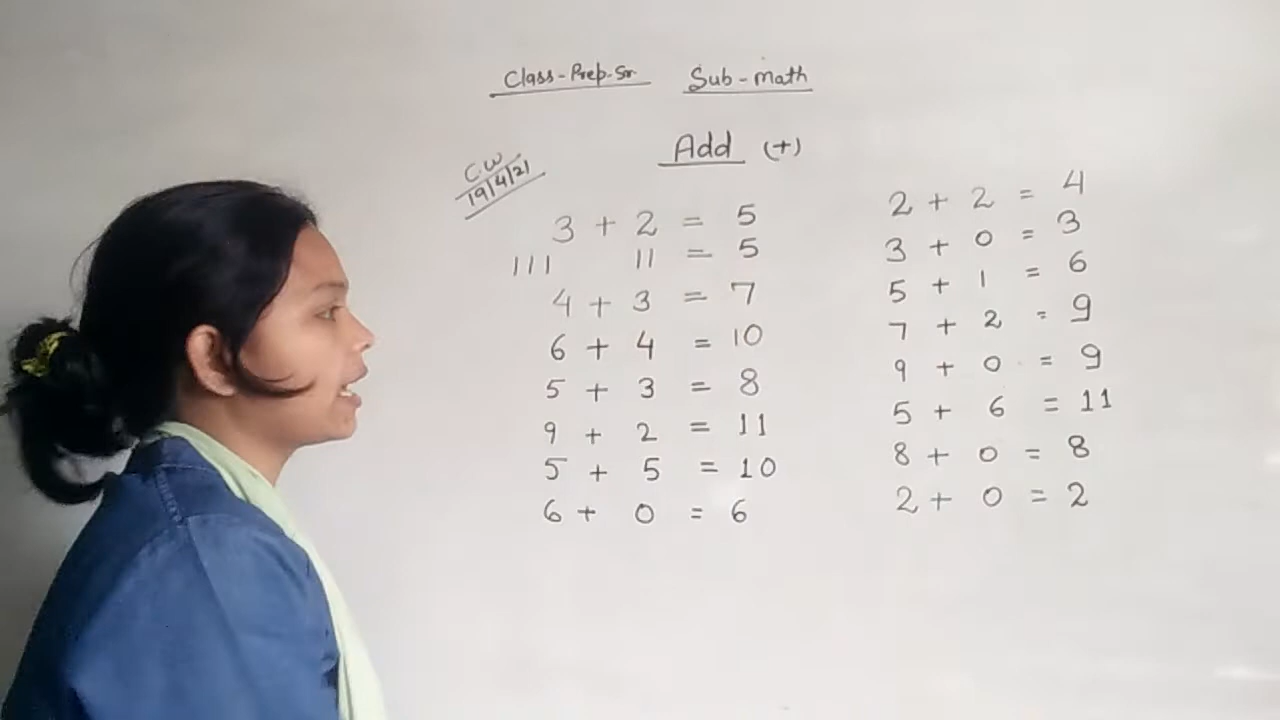 Class-Prep-Sr. Sub-math
Add (+)
C.W
19/4/21
3 + 2 = 5
111 11 = 5
4 + 3 = 7
6 + 4 = 10
5 + 3 = 8
9 + 2 = 11
5 + 5 = 10
6 + 0 = 6
2 + 2 = 4
3 + 0 = 3
5 + 1 = 6
7 + 2 = 9
9 + 0 = 9
5 + 6 = 11
8 + 0 = 8
2 + 0 = 2